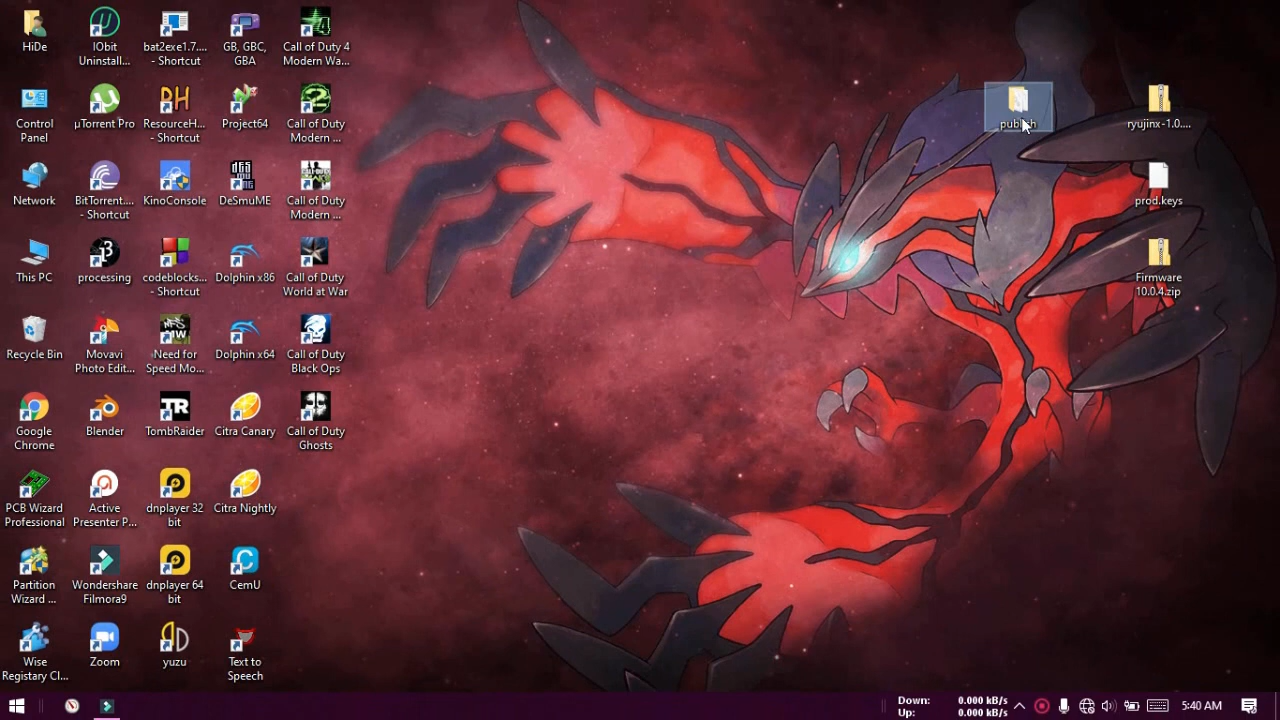 HiDe
IObit
Uninstall...
bat2exe1.7....
- Shortcut
GB, GBC,
GBA
Call of Duty 4
Modern Wa...
Control
Panel
µTorrent Pro
ResourceH...
- Shortcut
Project64
Call of Duty
Modern ...
Network
BitTorrent....
- Shortcut
KinoConsole
DeSmuME
Call of Duty
Modern ...
This PC
processing
codeblocks...
- Shortcut
Dolphin x86
Call of Duty
World at War
Recycle Bin
Movavi
Photo Edit...
Need for
Speed Mo...
Dolphin x64
Call of Duty
Black Ops
Google
Chrome
Blender
TombRaider
Citra Canary
Call of Duty
Ghosts
PCB Wizard
Professional
Active
Presenter P...
dnplayer 32
bit
Citra Nightly
Partition
Wizard ...
Wondershare
Filmora9
dnplayer 64
bit
CemU
Wise
Registry Cl...
Zoom
yuzu
Text to
Speech
publish
ryujinx-1.0....
prod.keys
Firmware
10.0.4.zip
Down: 0.000 kB/s
Up: 0.000 kB/s
5:40 AM